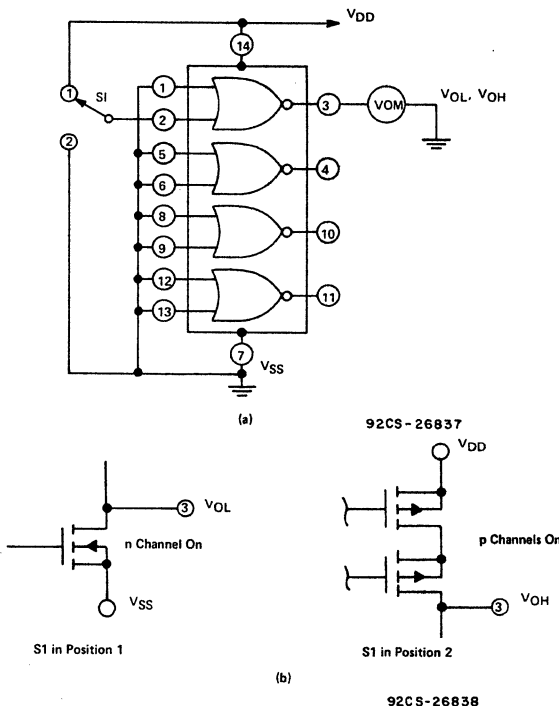 VDD
14
1
SI
2
1
2
5
6
8
9
12
13
3
VOM
VOL, VOH
4
10
11
7
VSS
(a)
92CS-26837
3
VOL
n Channel On
VSS
S1 in Position 1
VDD
p Channels On
3
VOH
S1 in Position 2
(b)
92CS-26838